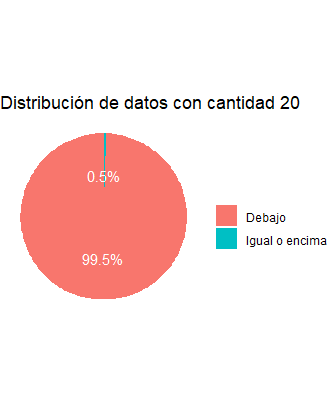 Distribución de datos con cantidad 20
0.5%
99.5%
Debajo
Igual o encima